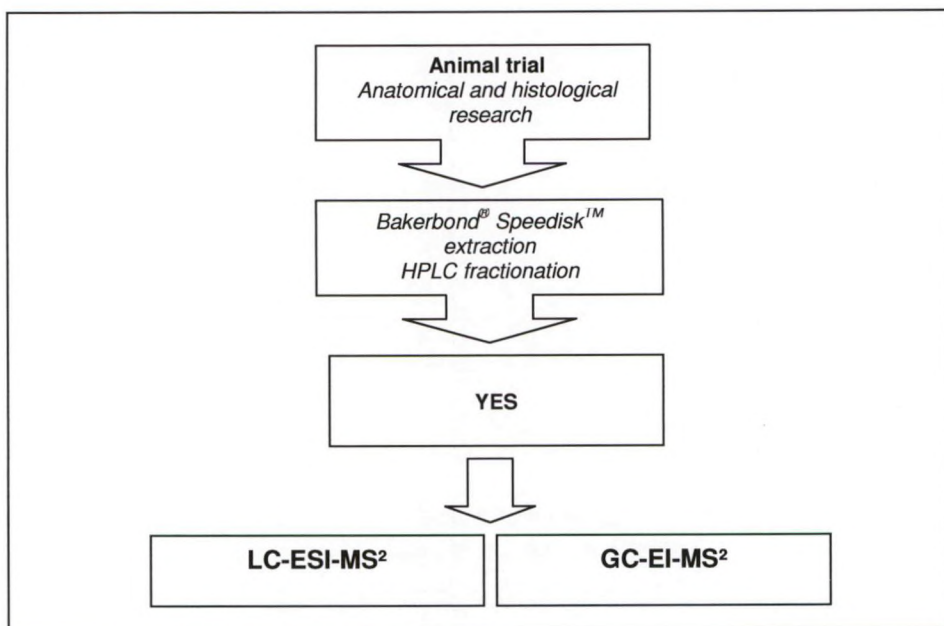 Animal trial
Anatomical and histological
research
Bakerbond® Speedisk™
extraction
HPLC fractionation
YES
LC-ESI-MS²
GC-EI-MS²